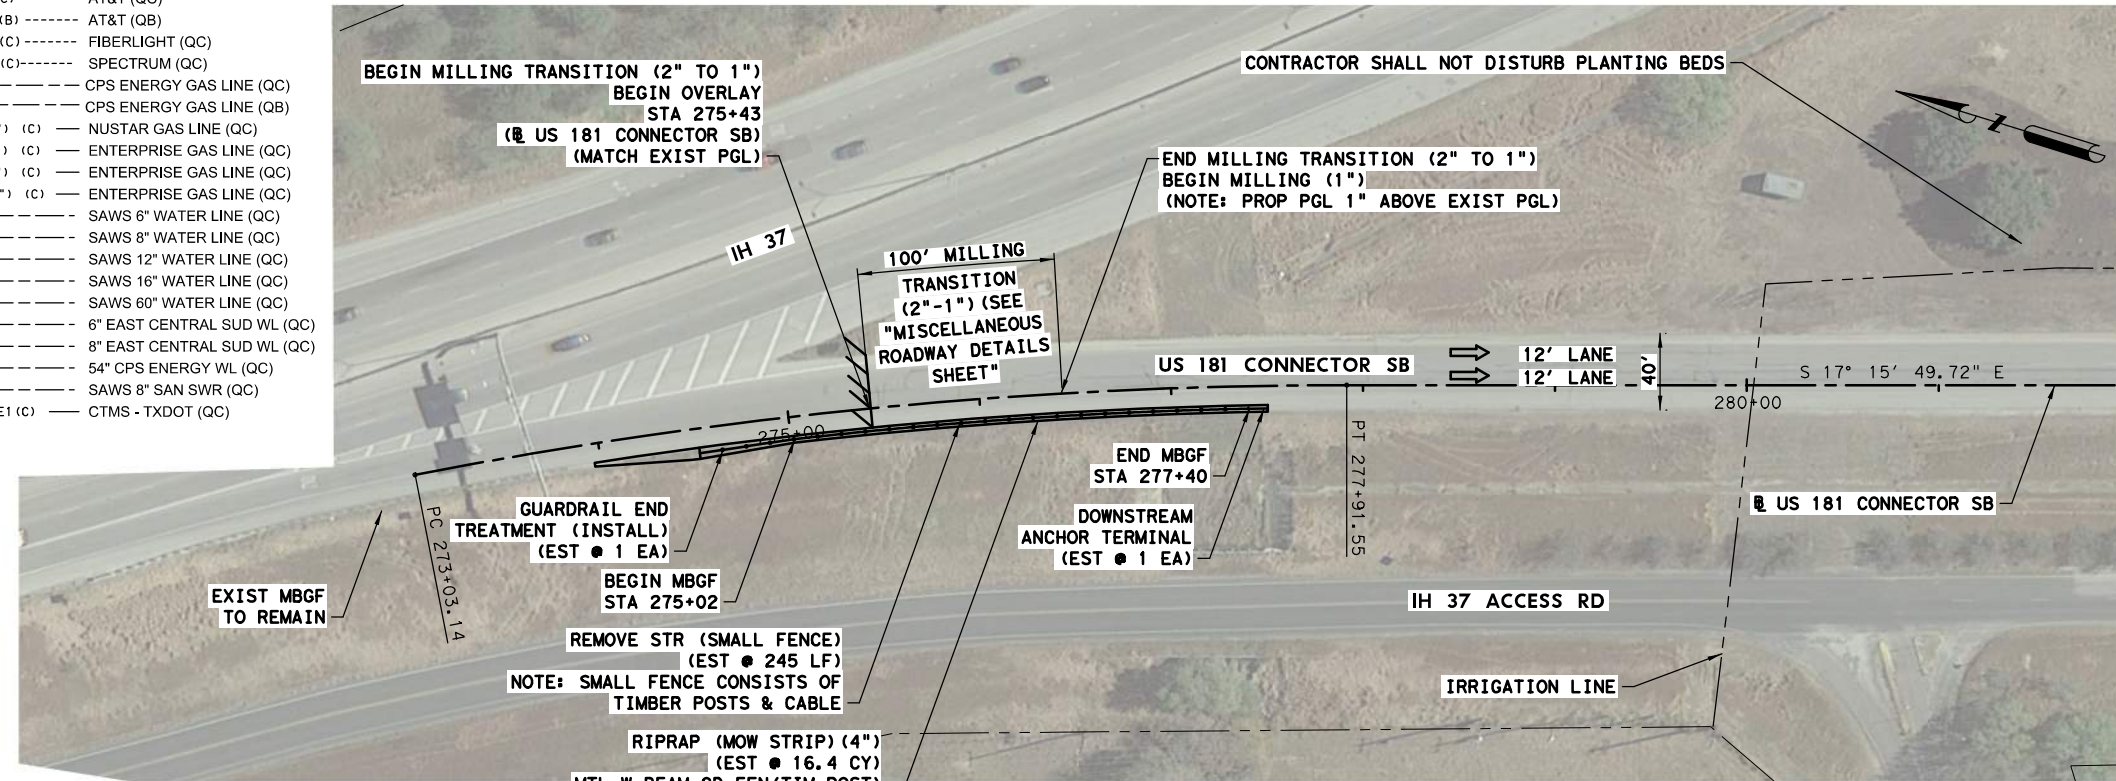 AT&T (QB)
(C) FIBERLIGHT (QC)
(C) SPECTRUM (QC)
CPS ENERGY GAS LINE (QC)
CPS ENERGY GAS LINE (QB)
(C) NUSTAR GAS LINE (QC)
(C) ENTERPRISE GAS LINE (QC)
(C) ENTERPRISE GAS LINE (QC)
(C) ENTERPRISE GAS LINE (QC)
SAWS 6" WATER LINE (QC)
SAWS 8" WATER LINE (QC)
SAWS 12" WATER LINE (QC)
SAWS 16" WATER LINE (QC)
SAWS 60" WATER LINE (QC)
6" EAST CENTRAL SUD WL (QC)
8" EAST CENTRAL SUD WL (QC)
54" CPS ENERGY WL (QC)
SAWS 8" SAN SWR (QC)
(C) CTMS - TXDOT (QC)
BEGIN MILLING TRANSITION (2" TO 1")
BEGIN OVERLAY
STA 275+43
(℄ US 181 CONNECTOR SB)
(MATCH EXIST PGL)
CONTRACTOR SHALL NOT DISTURB PLANTING BEDS
Z
END MILLING TRANSITION (2" TO 1")
BEGIN MILLING (1")
(NOTE: PROP PGL 1" ABOVE EXIST PGL)
IH 37
100' MILLING
TRANSITION
(2"-1") (SEE
"MISCELLANEOUS
ROADWAY DETAILS
SHEET"
US 181 CONNECTOR SB
12' LANE
12' LANE
40'
S 17° 15' 49.72" E
280+00
275+00
PC 273+03.14
PT 277+91.55
END MBGF
STA 277+40
℄ US 181 CONNECTOR SB
GUARDRAIL END
TREATMENT (INSTALL)
(EST @ 1 EA)
DOWNSTREAM
ANCHOR TERMINAL
(EST @ 1 EA)
BEGIN MBGF
STA 275+02
EXIST MBGF
TO REMAIN
IH 37 ACCESS RD
REMOVE STR (SMALL FENCE)
(EST @ 245 LF)
NOTE: SMALL FENCE CONSISTS OF
TIMBER POSTS & CABLE
IRRIGATION LINE
RIPRAP (MOW STRIP) (4")
(EST @ 16.4 CY)
MTL W-BEAM GD FEN (TIM POST)